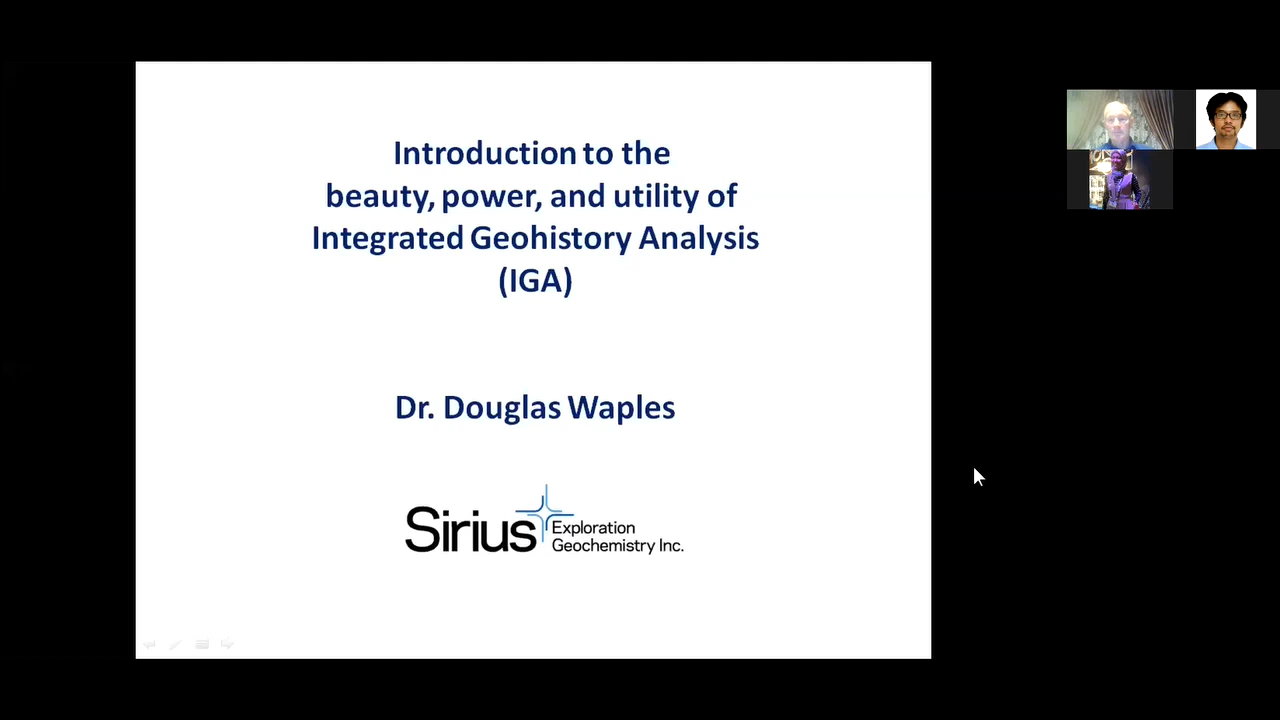 Introduction to the
beauty, power, and utility of
Integrated Geohistory Analysis
(IGA)
Dr. Douglas Waples
Sirius Exploration
Geochemistry Inc.